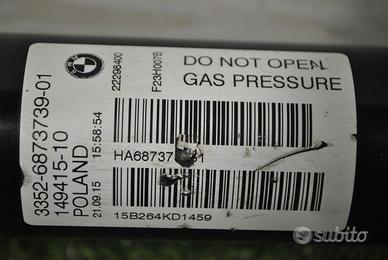 BMW
3352-6873739-01
149415-10
POLAND
21.09.15 15:58:54
22298400
F23H007B
DO NOT OPEN
GAS PRESSURE
15B264KD1459
subito